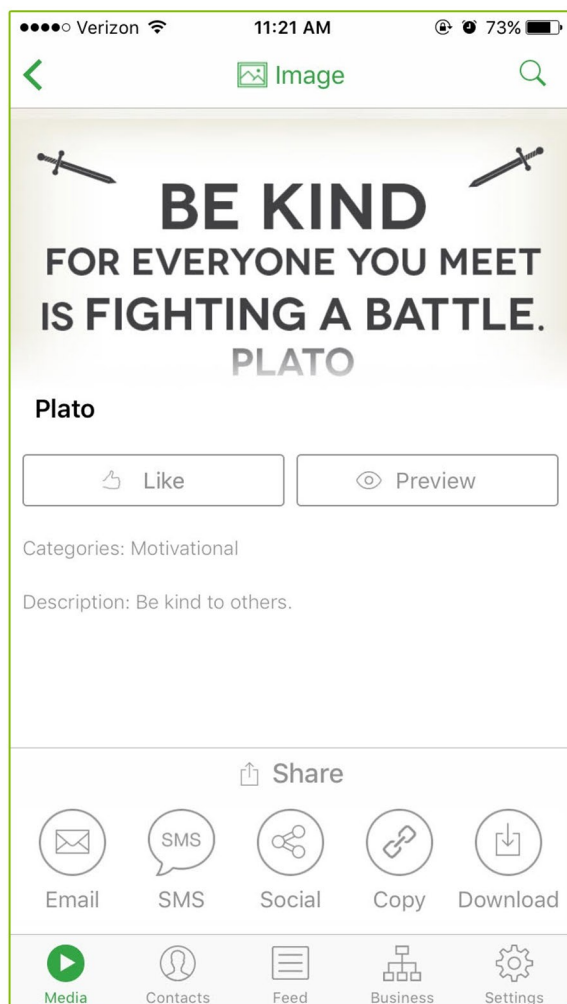 Verizon 11:21 AM 73%
Image
BE KIND
FOR EVERYONE YOU MEET
IS FIGHTING A BATTLE.
PLATO
Plato
Like Preview
Categories: Motivational
Description: Be kind to others.
Share
SMS
Email SMS Social Copy Download
Media Contacts Feed Business Settings